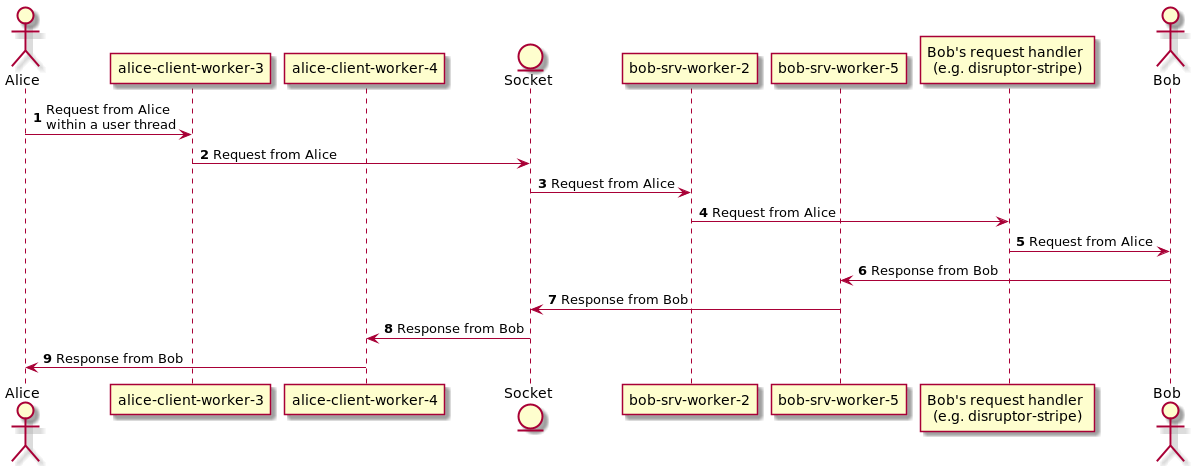 Alice
alice-client-worker-3
alice-client-worker-4
Socket
bob-srv-worker-2
bob-srv-worker-5
Bob's request handler
(e.g. disruptor-stripe)
Bob
1 Request from Alice
within a user thread
2 Request from Alice
3 Request from Alice
4 Request from Alice
5 Request from Alice
6 Response from Bob
7 Response from Bob
8 Response from Bob
9 Response from Bob
Alice
alice-client-worker-3
alice-client-worker-4
Socket
bob-srv-worker-2
bob-srv-worker-5
Bob's request handler
(e.g. disruptor-stripe)
Bob